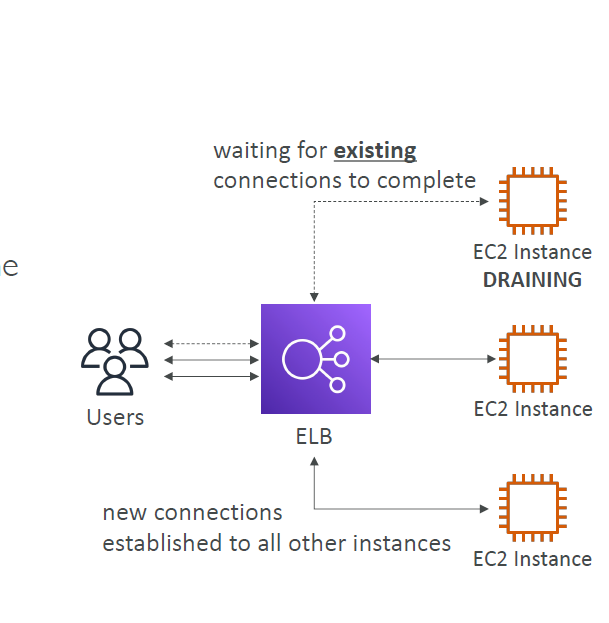 waiting for existing
connections to complete
EC2 Instance
DRAINING
Users
ELB
EC2 Instance
new connections
established to all other instances
EC2 Instance